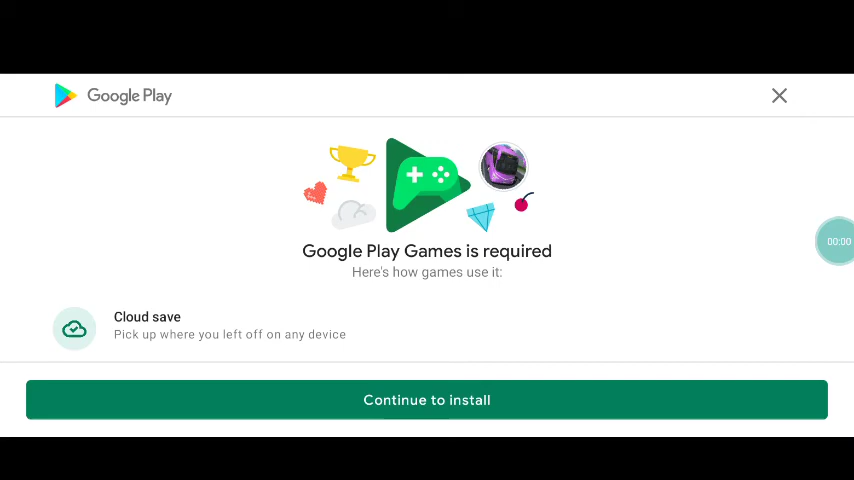 Google Play
Google Play Games is required
Here's how games use it:
00:00
Cloud save
Pick up where you left off on any device
Continue to install